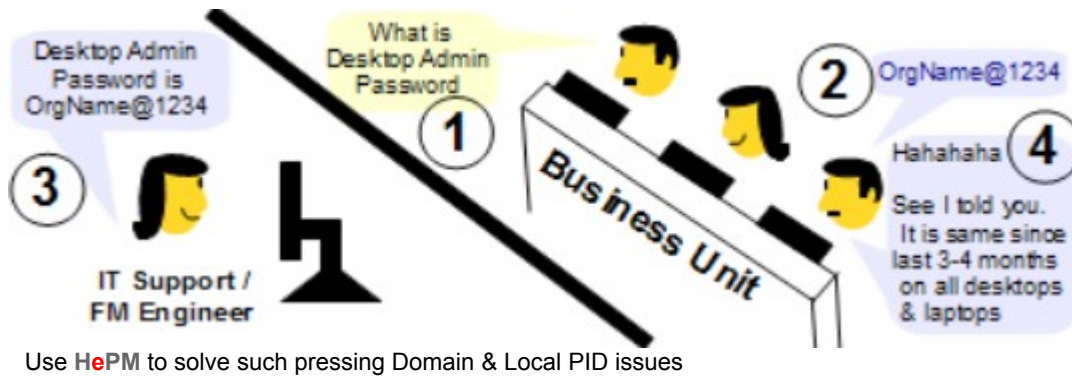 Desktop Admin
Password is
OrgName@1234
3
IT Support /
FM Engineer
What is
Desktop Admin
Password
1
2
OrgName@1234
Business Unit
Hahahaha
4
See I told you.
It is same since
last 3-4 months
on all desktops
& laptops
Use HePM to solve such pressing Domain & Local PID issues